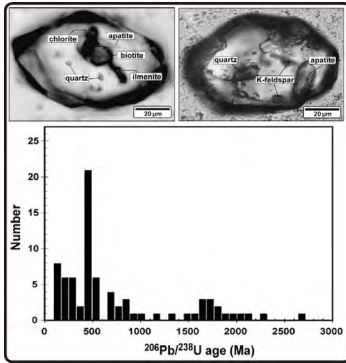 chlorite
apatite
biotite
quartz
ilmenite
20 µm
quartz
apatite
K-feldspar
20 µm
Number
25
20
15
10
5
0
0 500 1000 1500 2000 2500 3000
²⁰⁶Pb/²³⁸U age (Ma)